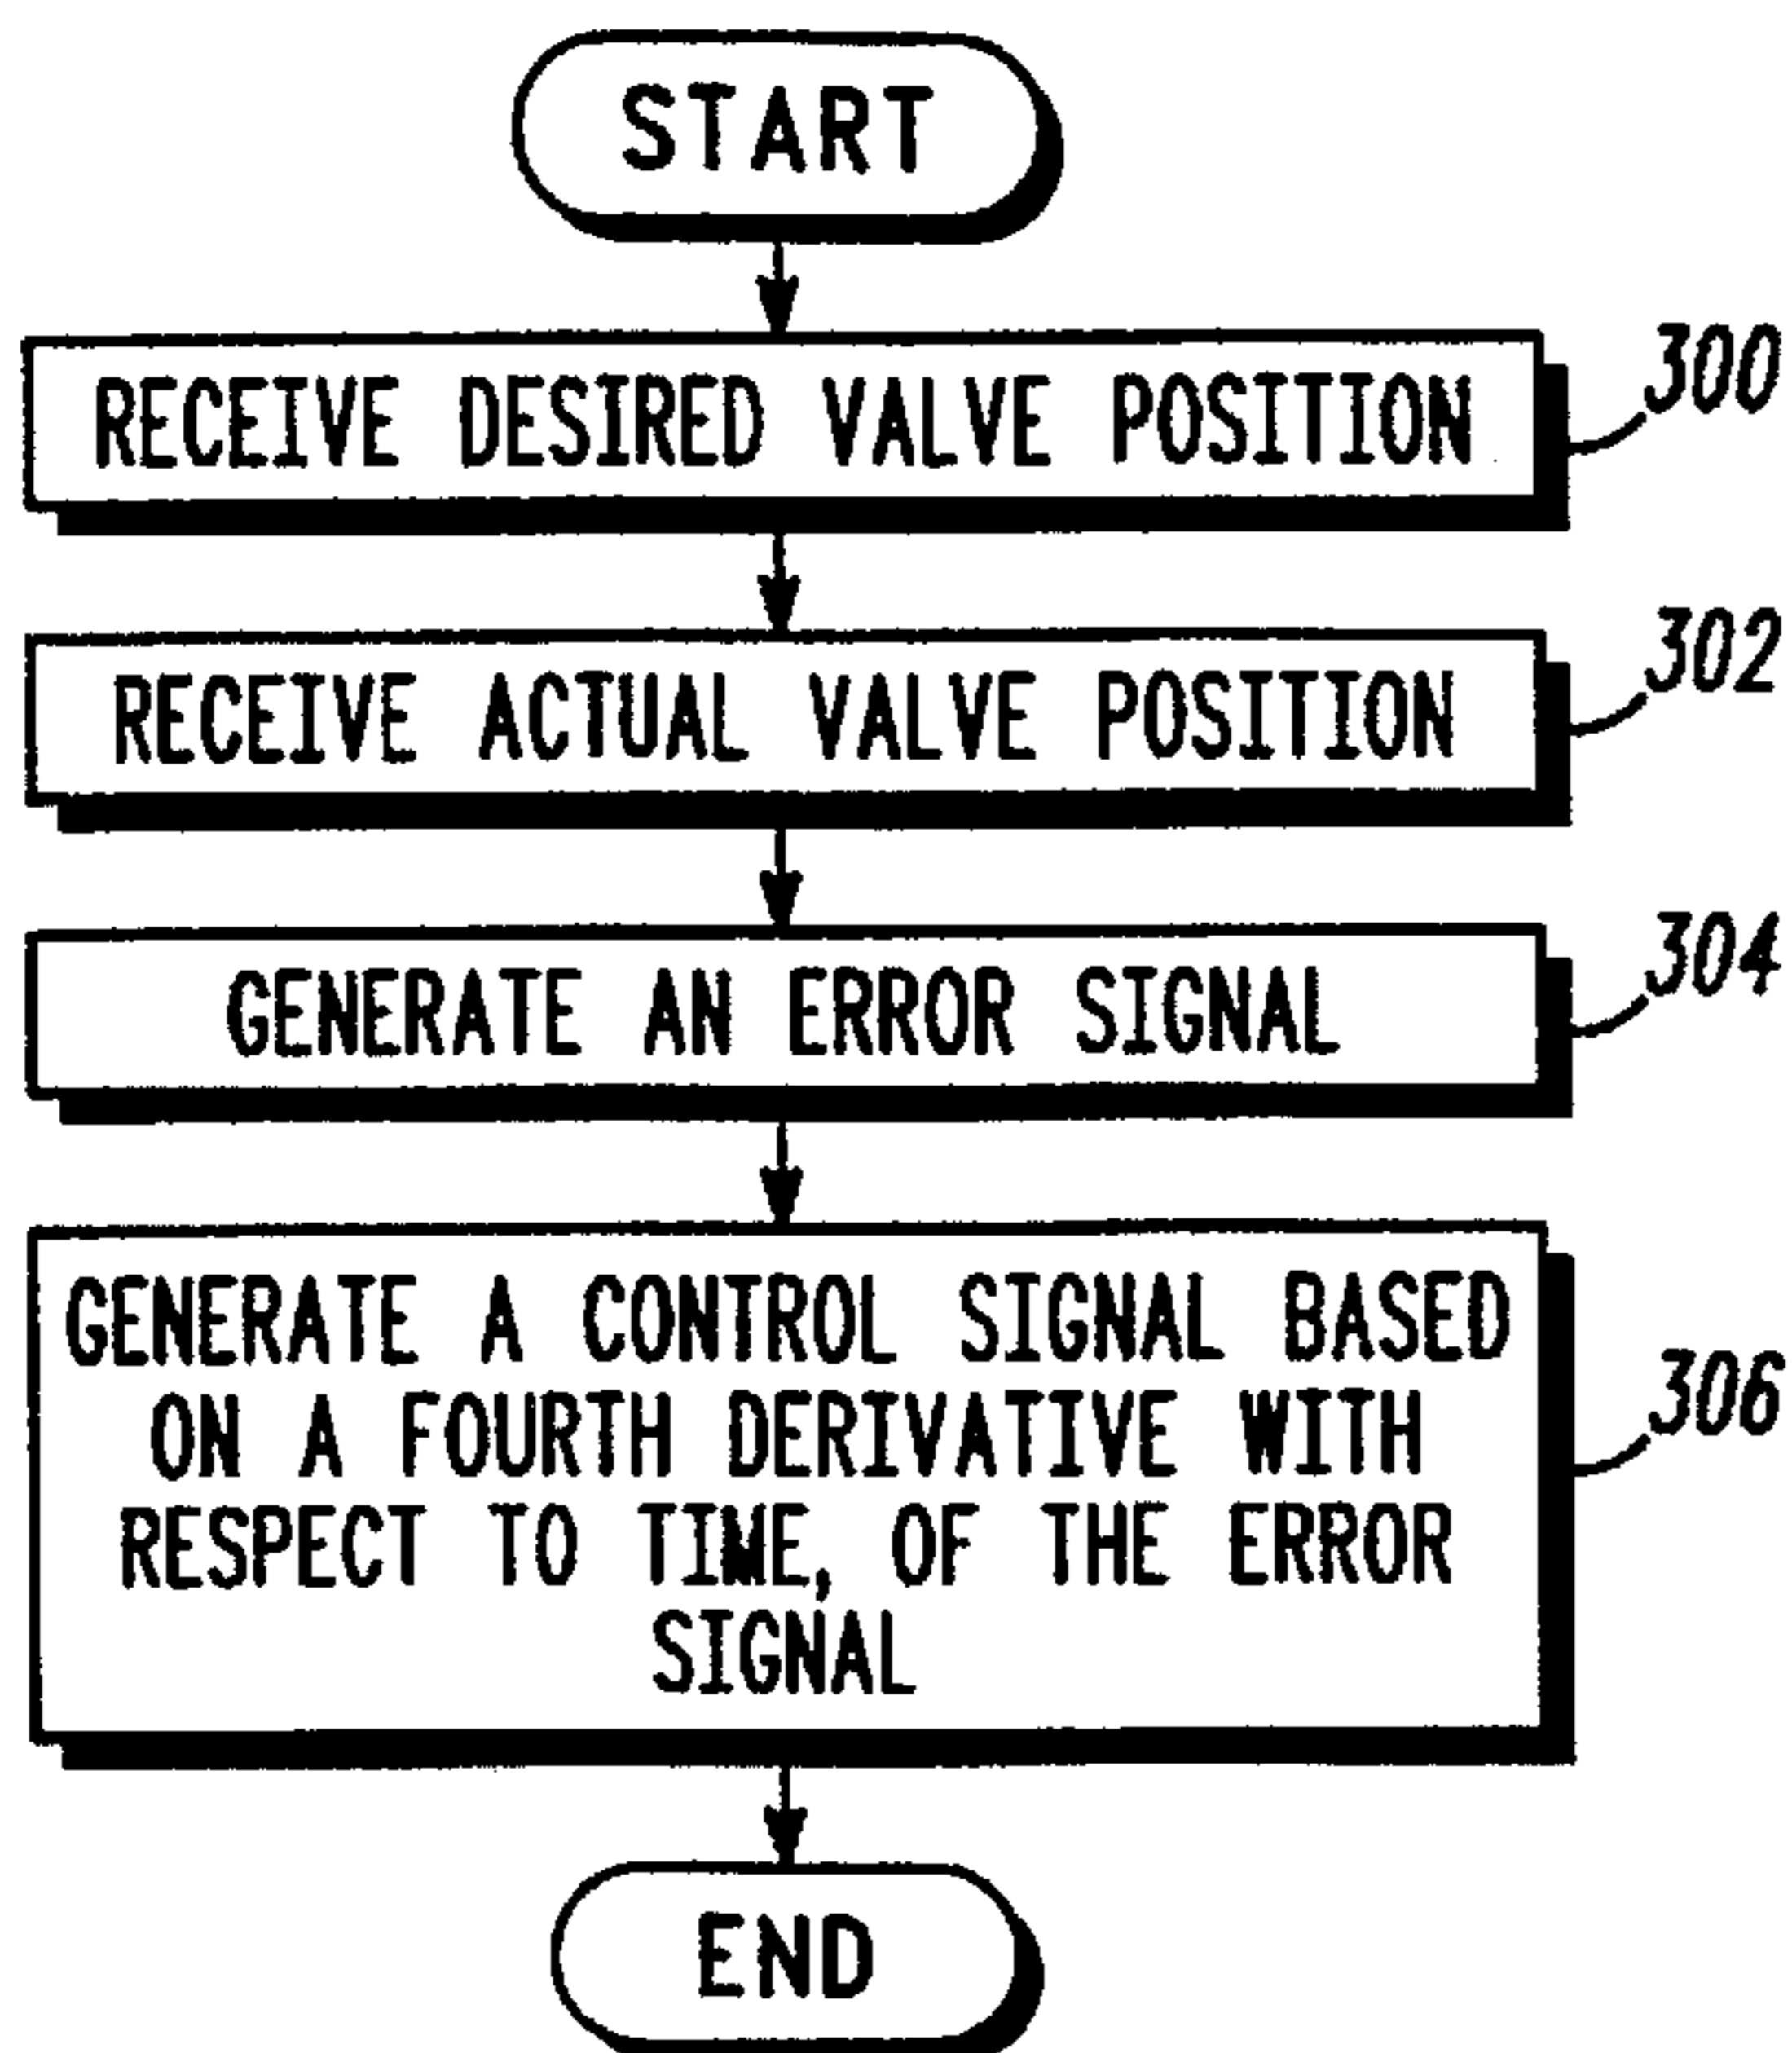 START
RECEIVE DESIRED VALVE POSITION
300
RECEIVE ACTUAL VALVE POSITION
302
GENERATE AN ERROR SIGNAL
304
GENERATE A CONTROL SIGNAL BASED
ON A FOURTH DERIVATIVE WITH
RESPECT TO TIME, OF THE ERROR
SIGNAL
306
END